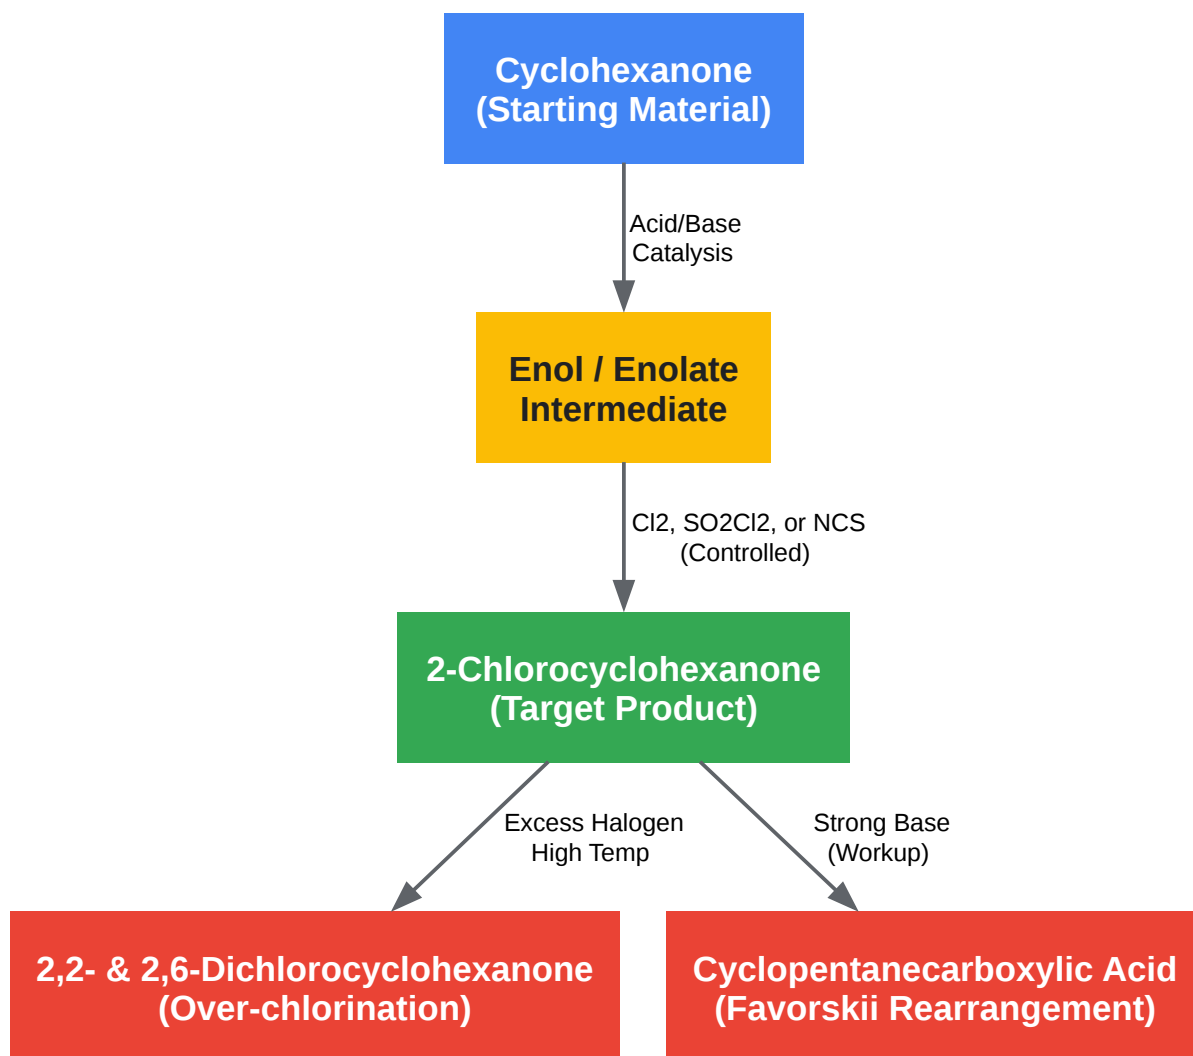 Cyclohexanone
(Starting Material)
Acid/Base
Catalysis
Enol / Enolate
Intermediate
Cl2, SO2Cl2, or NCS
(Controlled)
2-Chlorocyclohexanone
(Target Product)
Excess Halogen
High Temp
Strong Base
(Workup)
2,2- & 2,6-Dichlorocyclohexanone
(Over-chlorination)
Cyclopentanecarboxylic Acid
(Favorskii Rearrangement)